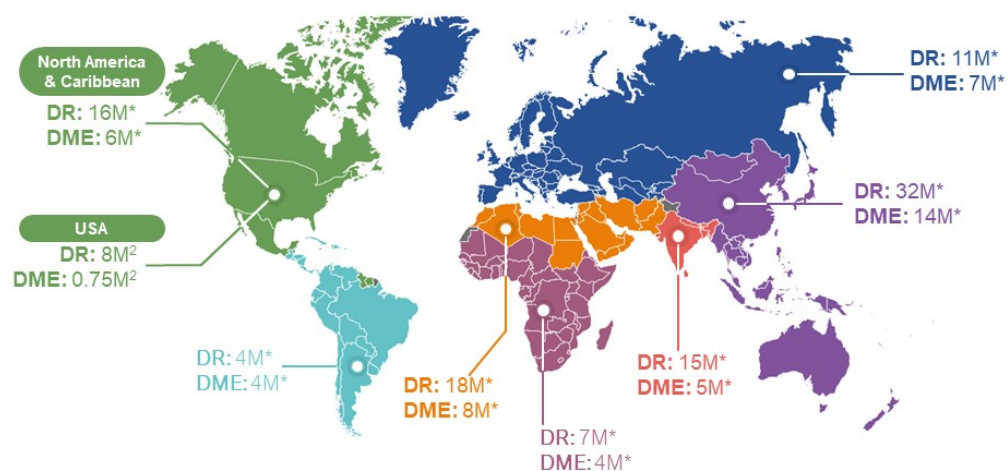 North America
& Caribbean
DR: 16M*
DME: 6M*
USA
DR: 8M²
DME: 0.75M²
DR: 11M*
DME: 7M*
DR: 32M*
DME: 14M*
DR: 4M*
DME: 4M*
DR: 18M*
DME: 8M*
DR: 15M*
DME: 5M*
DR: 7M*
DME: 4M*